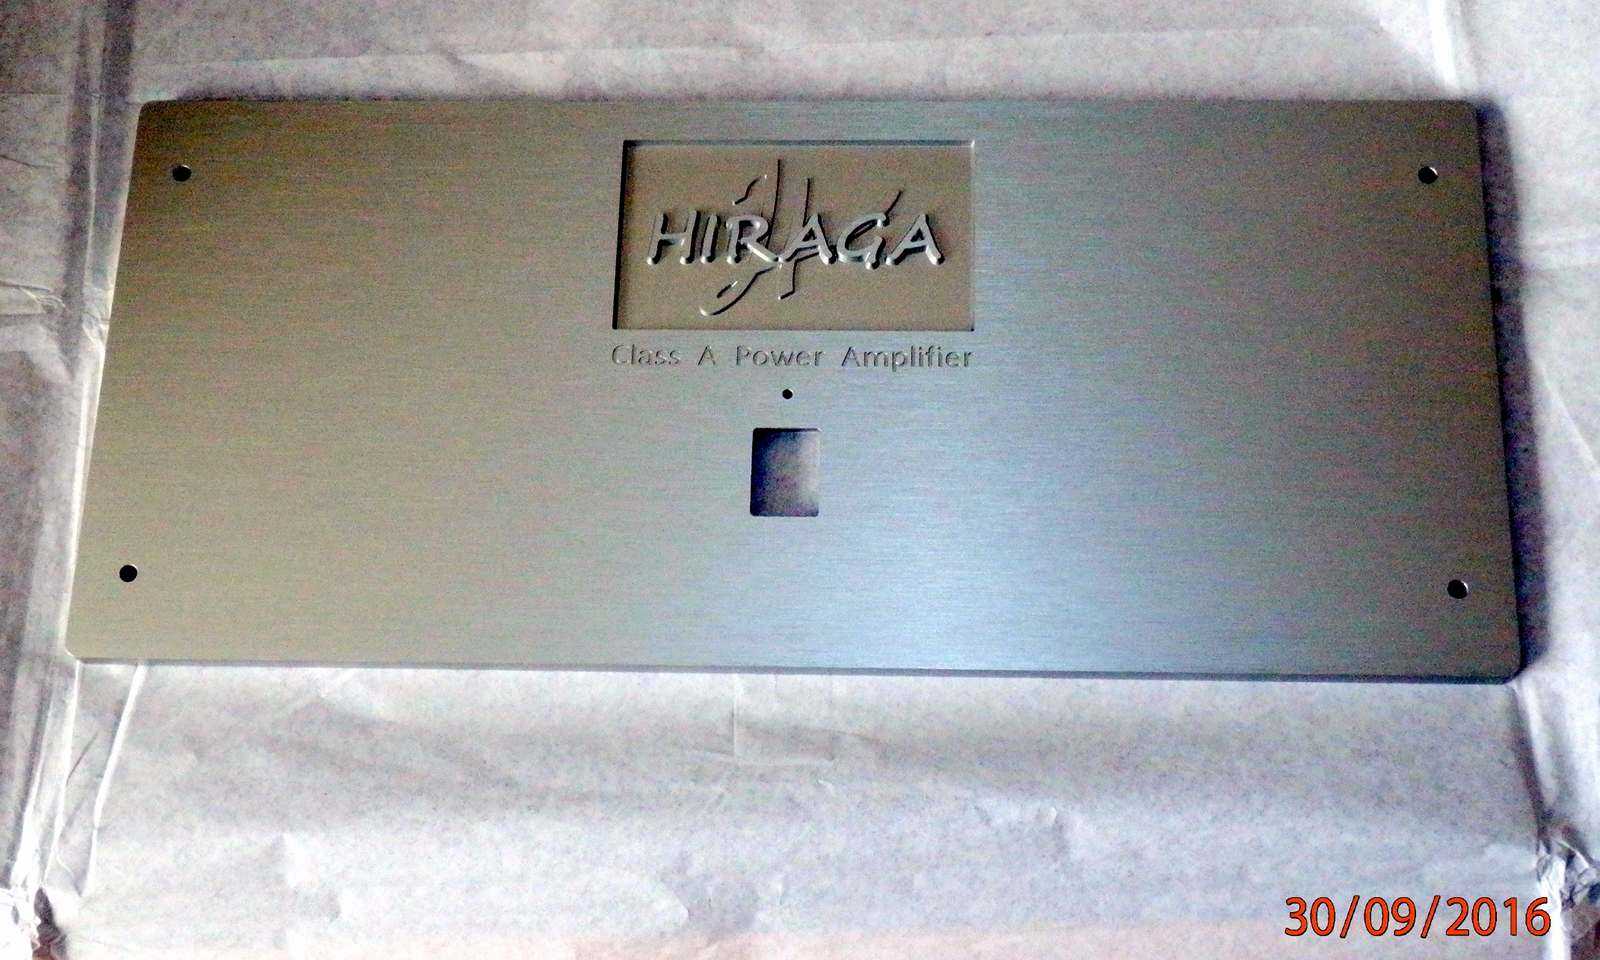 HIRAGA
Class A Power Amplifier
30/09/2016